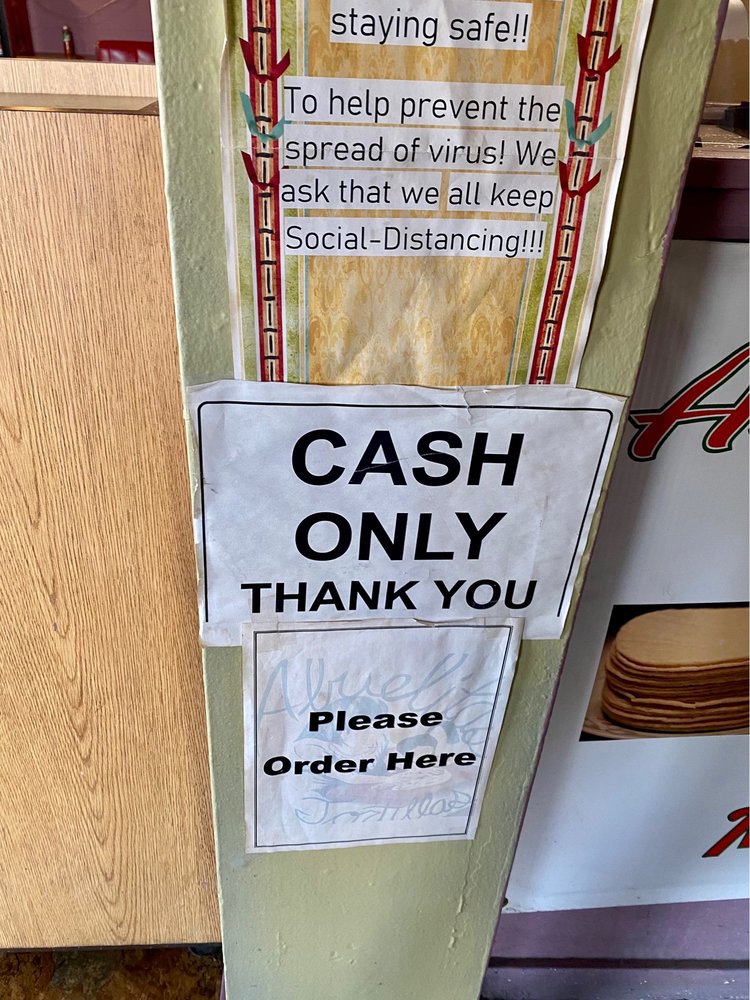 staying safe!!
To help prevent the
spread of virus! We
ask that we all keep
Social-Distancing!!!
CASH
ONLY
THANK YOU
Please
Order Here
Tortillas